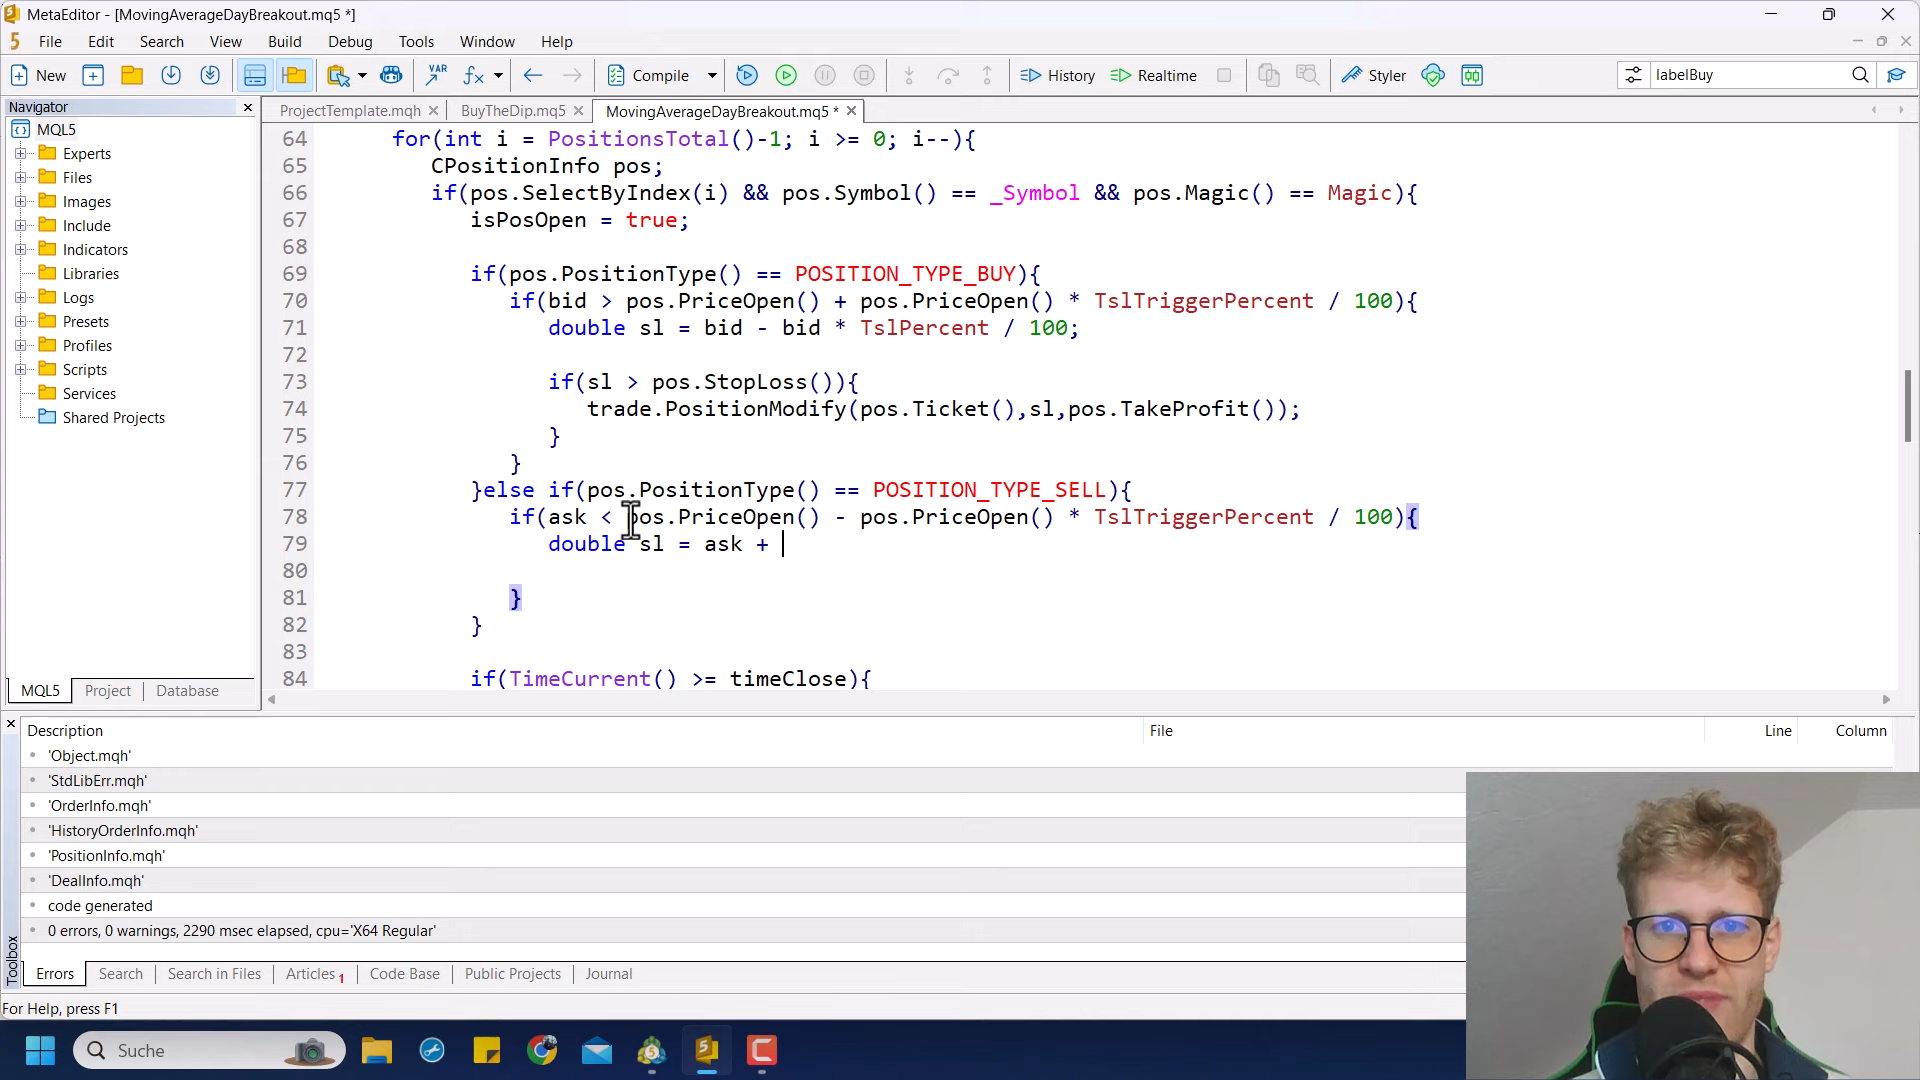 MetaEditor - [MovingAverageDayBreakout.mq5 *]
5 File Edit Search View Build Debug Tools Window Help
New VAR fx Compile History Realtime Styler labelBuy
Navigator
MQL5
Experts
Files
Images
Include
Indicators
Libraries
Logs
Presets
Profiles
Scripts
Services
Shared Projects
MQL5 Project Database
ProjectTemplate.mqh BuyTheDip.mq5 MovingAverageDayBreakout.mq5 *
64 for(int i = PositionsTotal()-1; i >= 0; i--){
65 CPositionInfo pos;
66 if(pos.SelectByIndex(i) && pos.Symbol() == _Symbol && pos.Magic() == Magic){
67 isPosOpen = true;
68
69 if(pos.PositionType() == POSITION_TYPE_BUY){
70 if(bid > pos.PriceOpen() + pos.PriceOpen() * TslTriggerPercent / 100){
71 double sl = bid - bid * TslPercent / 100;
72
73 if(sl > pos.StopLoss()){
74 trade.PositionModify(pos.Ticket(),sl,pos.TakeProfit());
75 }
76 }
77 }else if(pos.PositionType() == POSITION_TYPE_SELL){
78 if(ask < pos.PriceOpen() - pos.PriceOpen() * TslTriggerPercent / 100){
79 double sl = ask +
80
81 }
82 }
83
84 if(TimeCurrent() >= timeClose){
Description File Line Column
'Object.mqh'
'StdLibErr.mqh'
'OrderInfo.mqh'
'HistoryOrderInfo.mqh'
'PositionInfo.mqh'
'DealInfo.mqh'
code generated
0 errors, 0 warnings, 2290 msec elapsed, cpu='X64 Regular'
Toolbox
Errors Search Search in Files Articles 1 Code Base Public Projects Journal
For Help, press F1
Suche